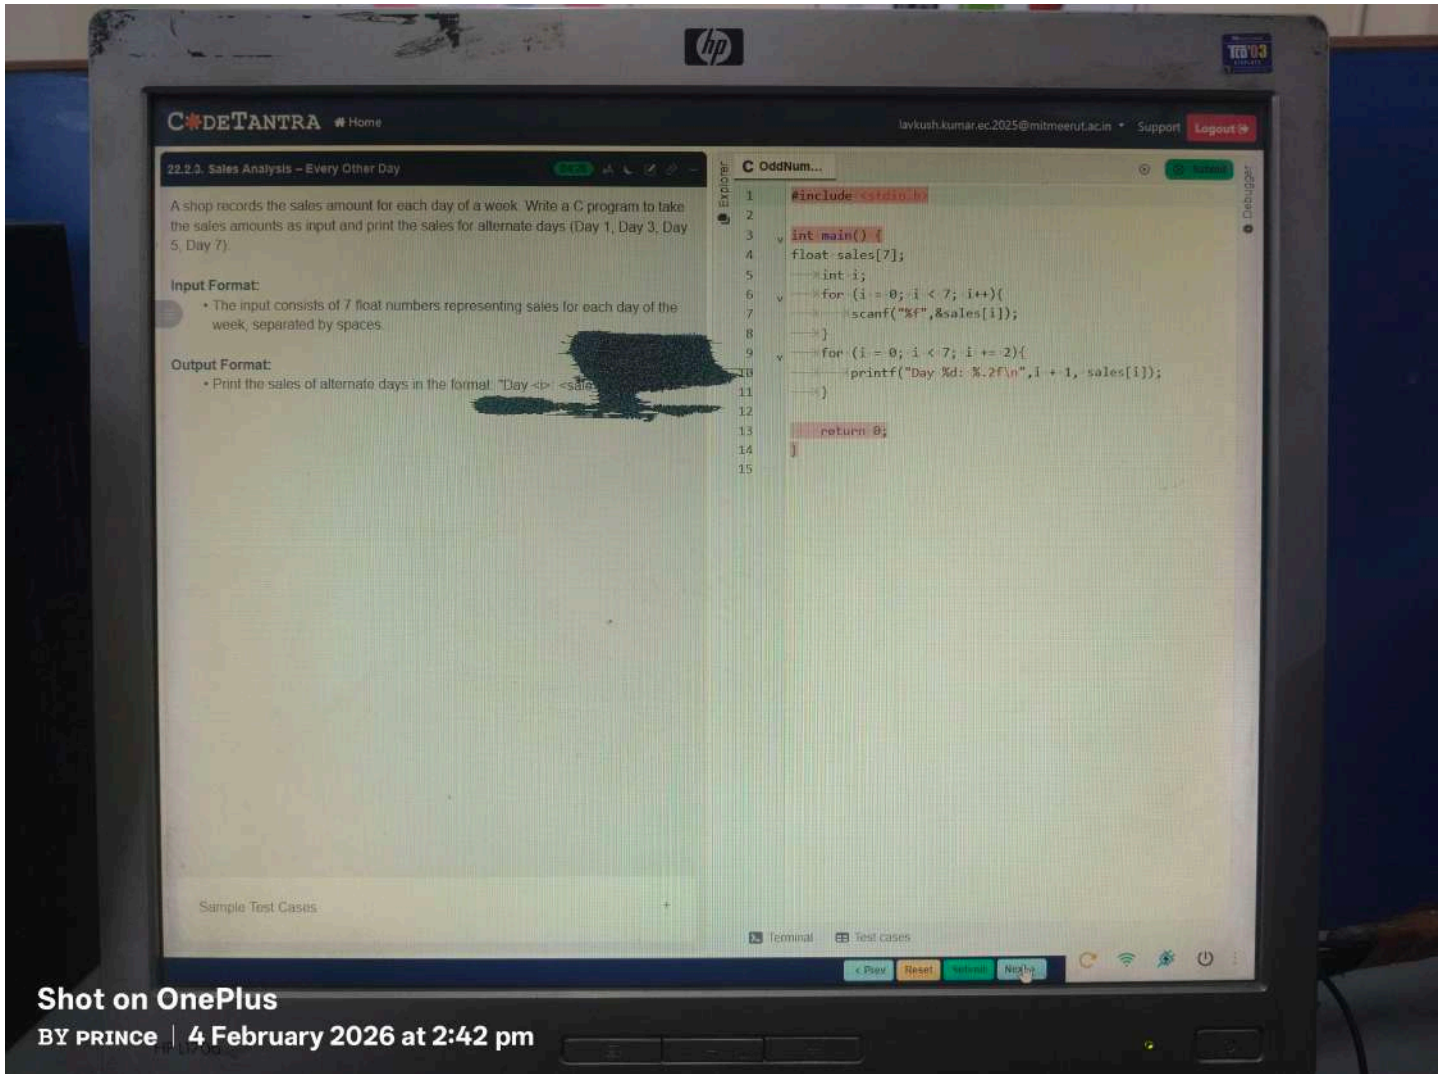 hp
TCO'03
CODETANTRA Home
lavkush.kumar.ec.2025@mitmeerut.ac.in Support Logout
22.2.3. Sales Analysis – Every Other Day
A shop records the sales amount for each day of a week. Write a C program to take
the sales amounts as input and print the sales for alternate days (Day 1, Day 3, Day
5, Day 7).
Input Format:
• The input consists of 7 float numbers representing sales for each day of the
week, separated by spaces.
Output Format:
• Print the sales of alternate days in the format: "Day <i>: <sale
Sample Test Cases
+
Explorer
C OddNum...
Submit
Debugger
1 #include <stdio.h>
2
3 int main() {
4 float sales[7];
5 int i;
6 for (i = 0; i < 7; i++){
7 scanf("%f",&sales[i]);
8 }
9 for (i = 0; i < 7; i += 2){
10 printf("Day %d: %.2f\n",i + 1, sales[i]);
11 }
12
13 return 0;
14 }
15
Terminal Test cases
< Prev Reset Submit Next >
Shot on OnePlus
BY PRINCE | 4 February 2026 at 2:42 pm